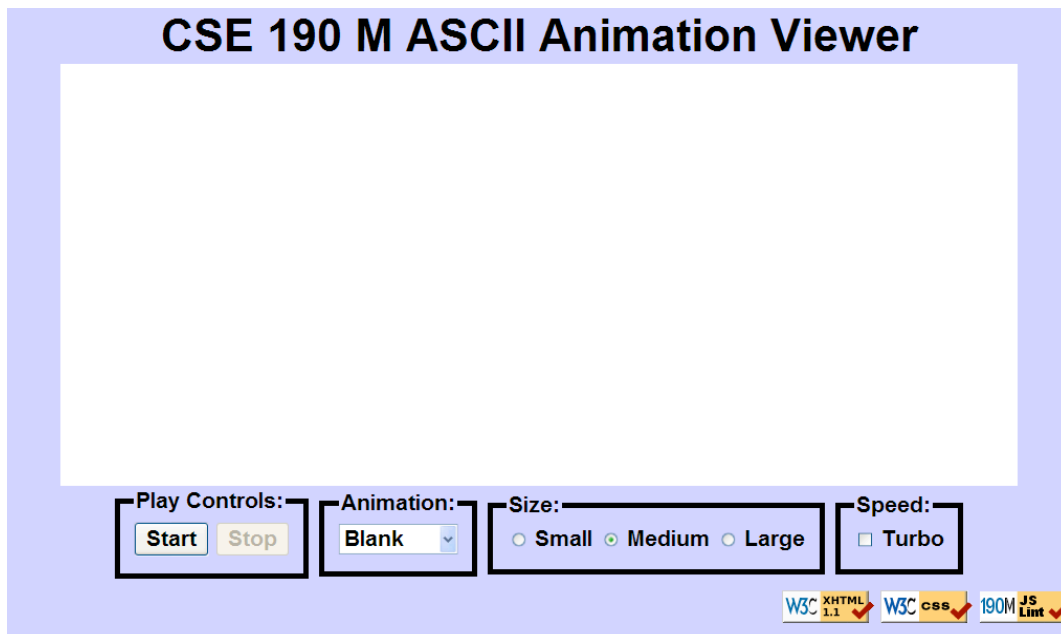 CSE 190 M ASCII Animation Viewer
Play Controls: Animation: Size: Speed:
Start Stop Blank Small Medium Large Turbo
W3C XHTML 1.1 W3C css 190M JS Lint